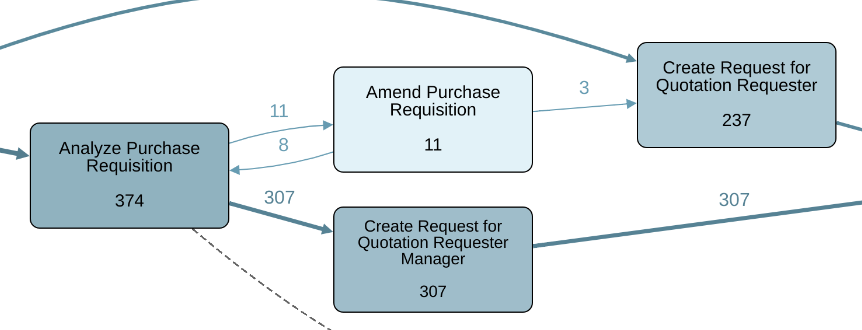 Analyze Purchase
Requisition
374
11
8
307
Amend Purchase
Requisition
11
3
Create Request for
Quotation Requester
237
Create Request for
Quotation Requester
Manager
307
307